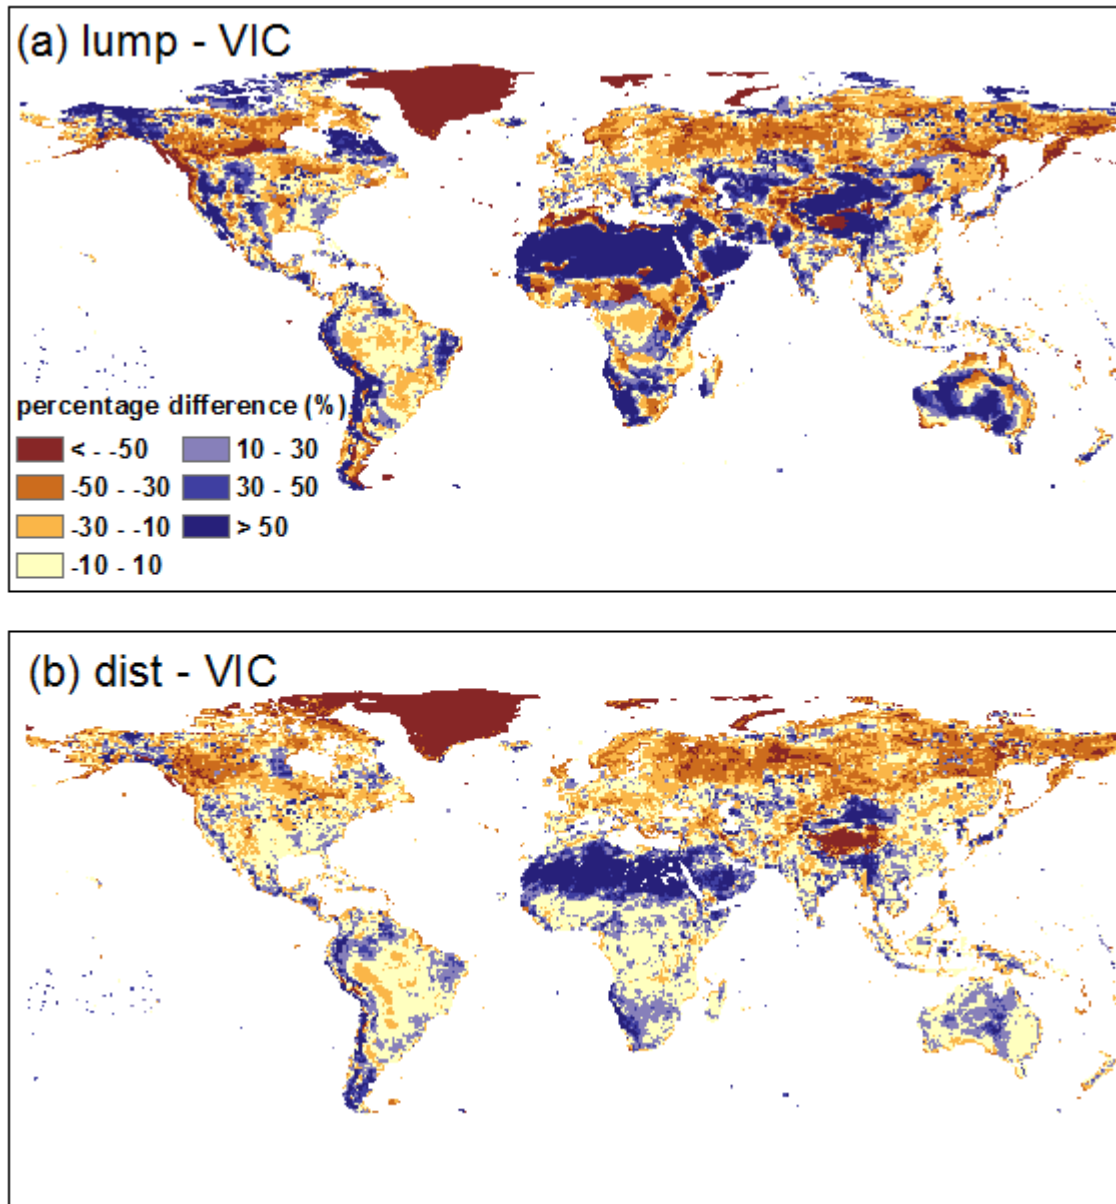 (a) lump - VIC
percentage difference (%)
< - -50 10 - 30
-50 - -30 30 - 50
-30 - -10 > 50
-10 - 10
(b) dist - VIC